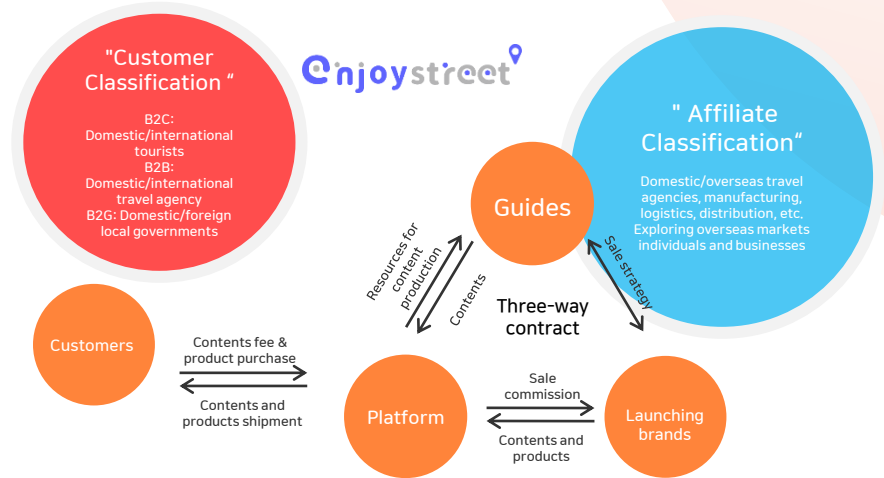 "Customer
Classification “
B2C:
Domestic/international
tourists
B2B:
Domestic/international
travel agency
B2G: Domestic/foreign
local governments
enjoystreet
" Affiliate
Classification“
Domestic/overseas travel
agencies, manufacturing,
logistics, distribution, etc.
Exploring overseas markets
individuals and businesses
Guides
Resources for
content
production
Contents
Sale strategy
Three-way
contract
Customers
Contents fee &
product purchase
Contents and
products shipment
Platform
Sale
commission
Contents and
products
Launching
brands